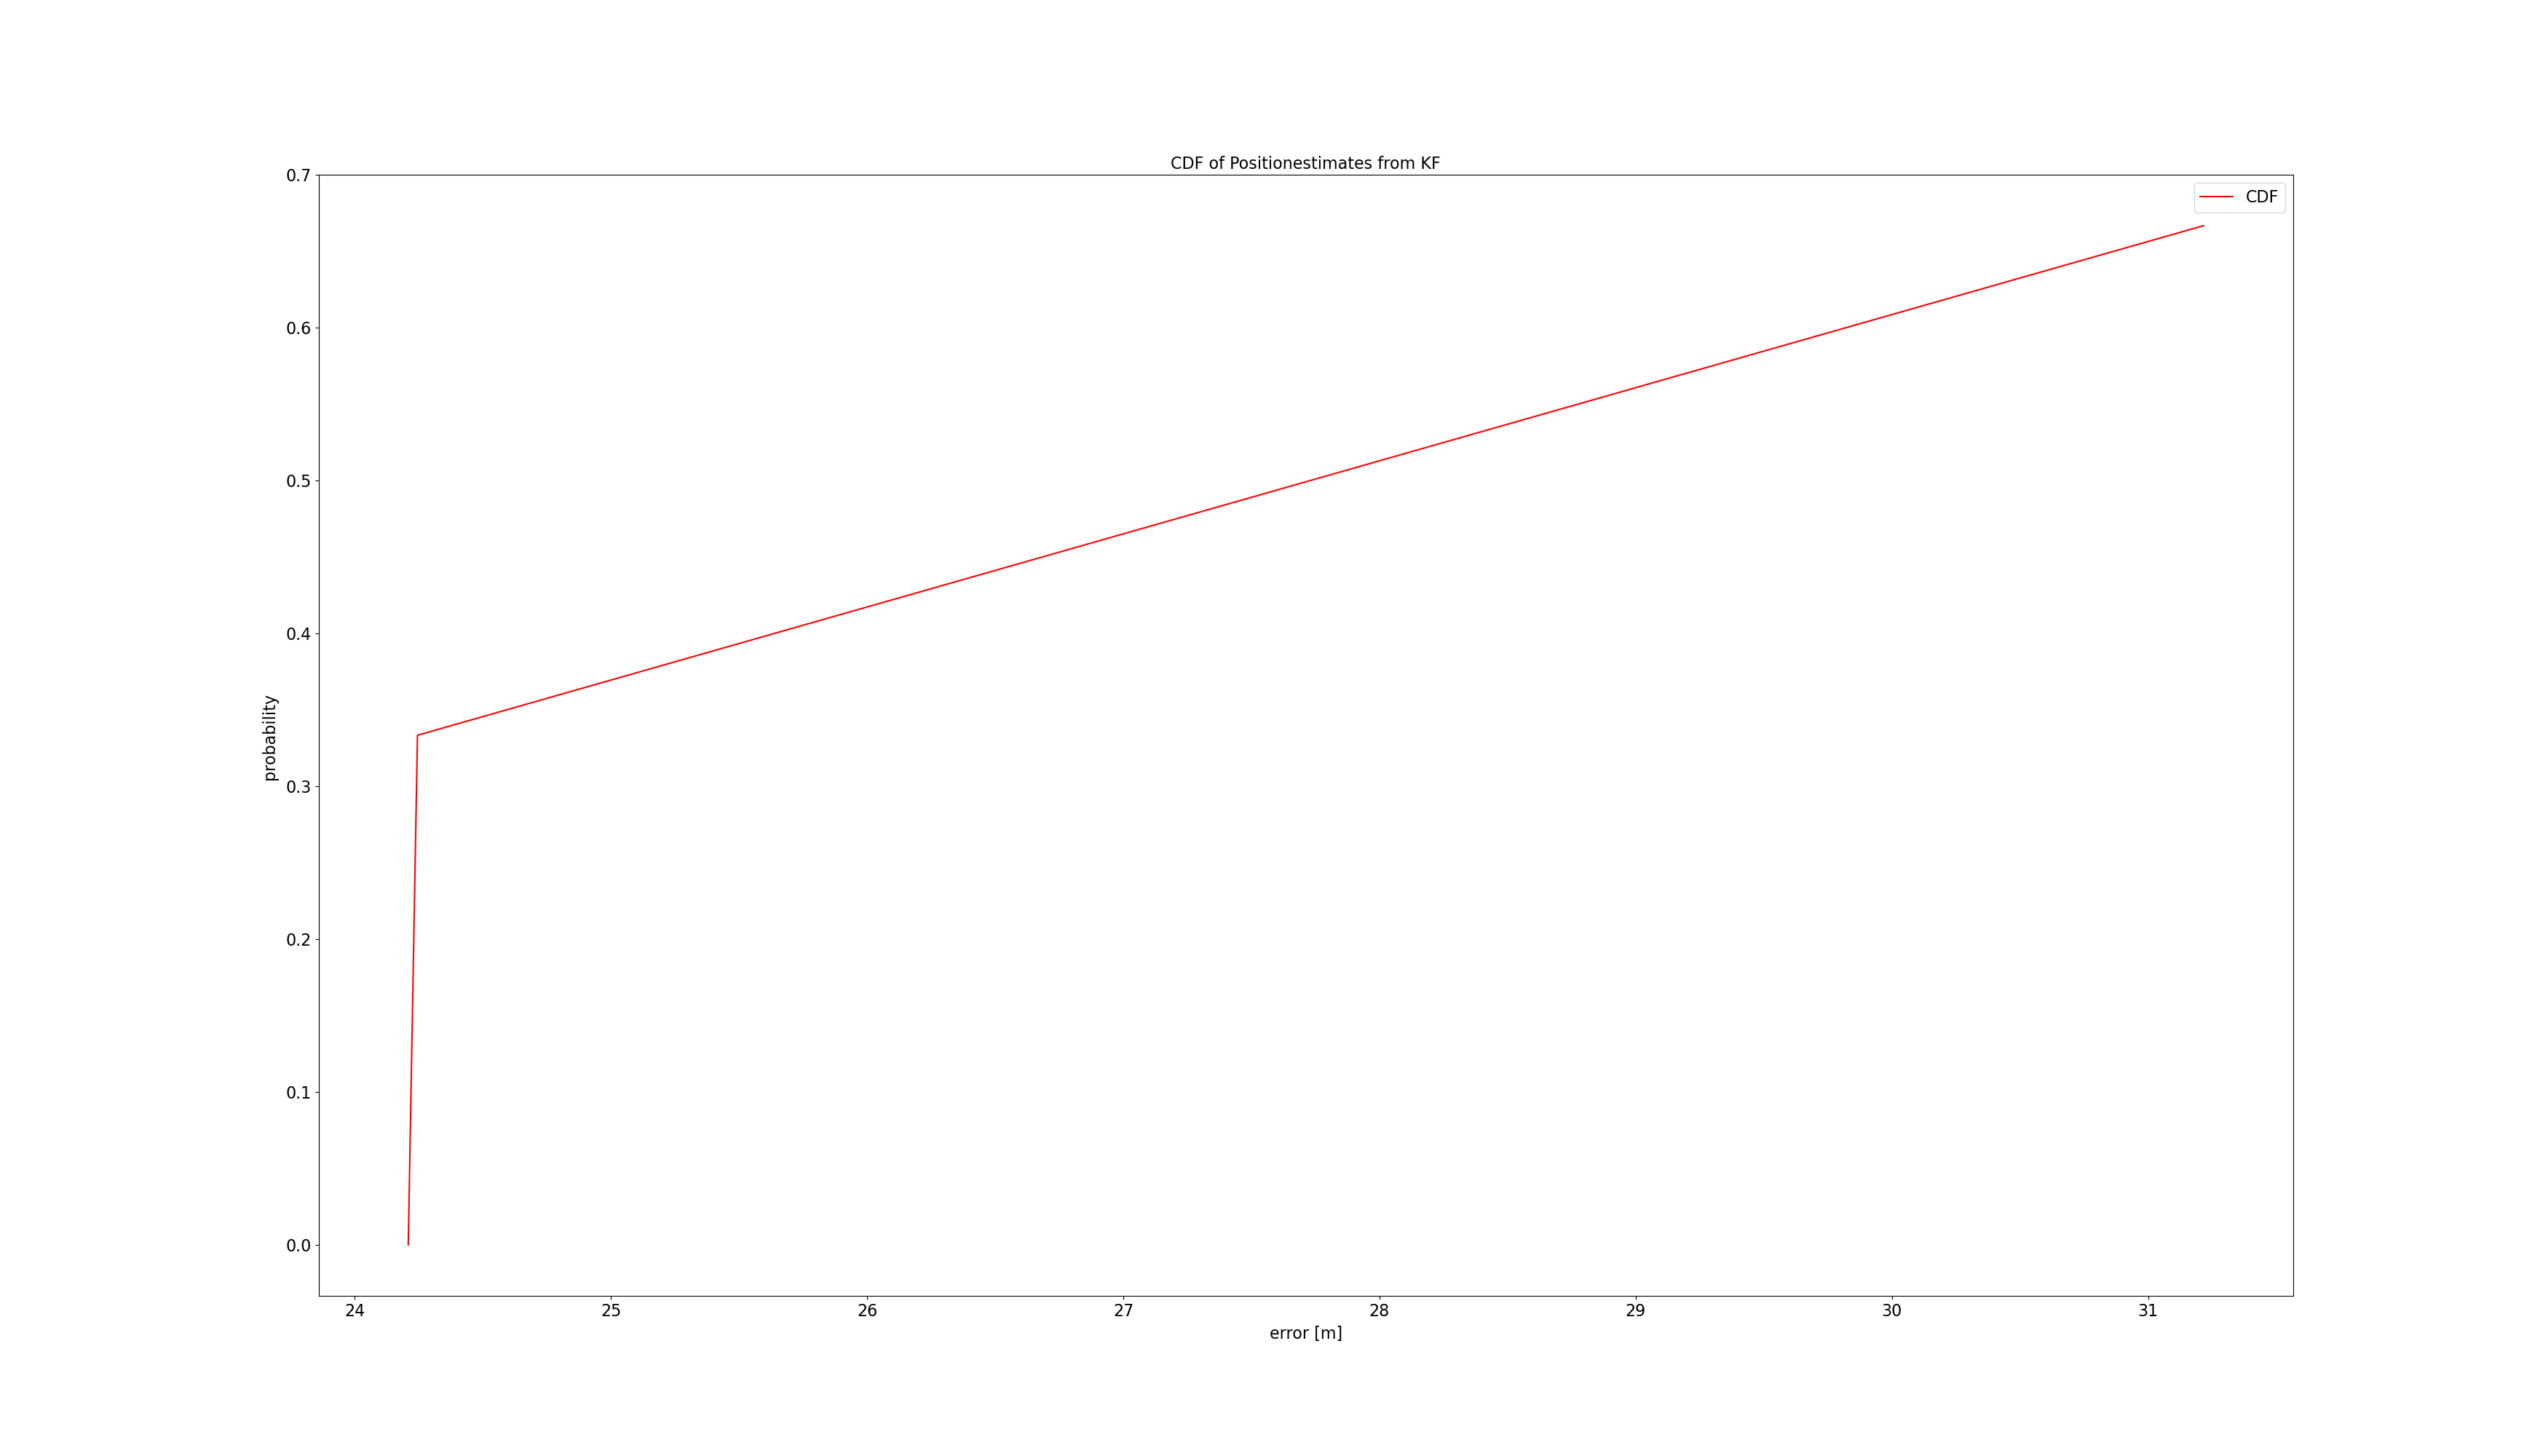 CDF of Positionestimates from KF
CDF
0.7
0.6
0.5
0.4
0.3
0.2
0.1
0.0
probability
24 25 26 27 28 29 30 31
error [m]